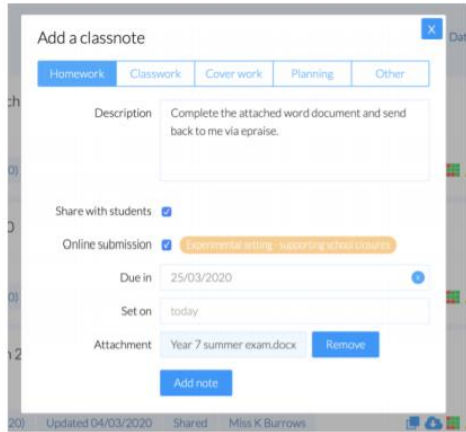 Add a classnote
X
Dat
Homework Classwork Cover work Planning Other
Description Complete the attached word document and send
back to me via epraise.
Share with students
Online submission Experimental setting - supporting school closures
Due in 25/03/2020 x
Set on today
Attachment Year 7 summer exam.docx Remove
Add note
20) Updated 04/03/2020 Shared Miss K Burrows